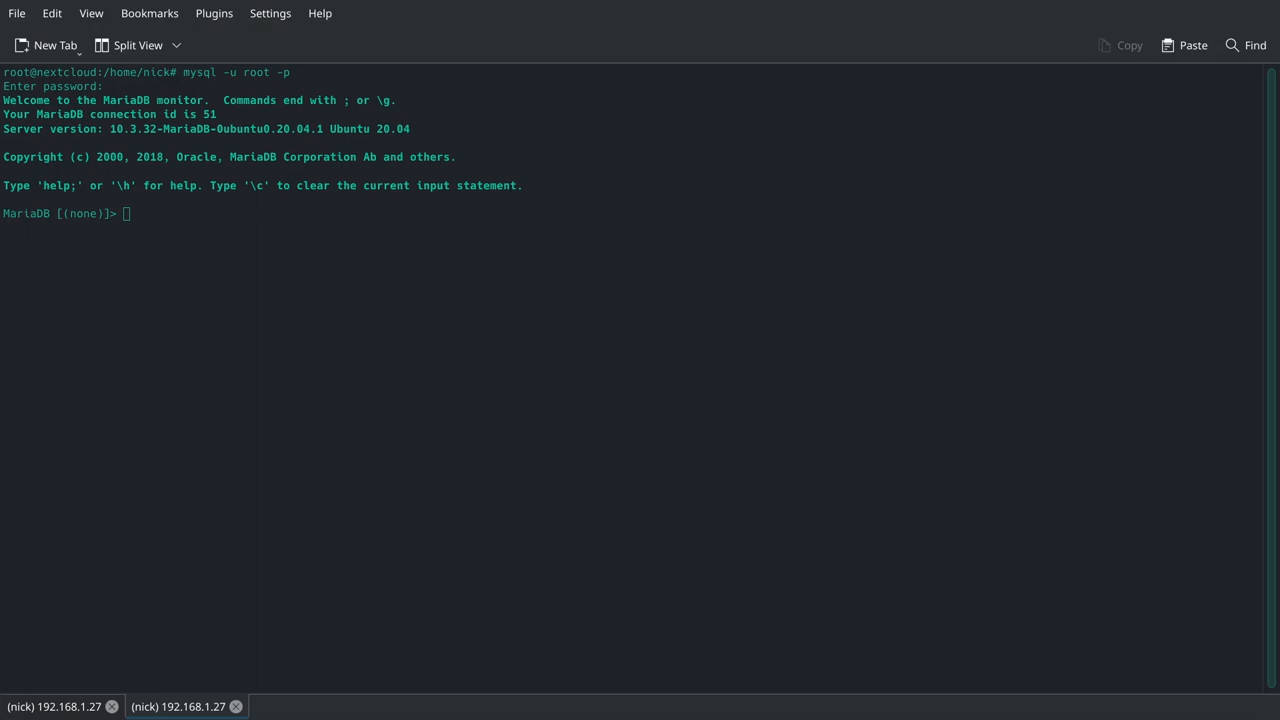 File Edit View Bookmarks Plugins Settings Help
New Tab Split View Copy Paste Find
root@nextcloud:/home/nick# mysql -u root -p
Enter password:
Welcome to the MariaDB monitor.  Commands end with ; or \g.
Your MariaDB connection id is 51
Server version: 10.3.32-MariaDB-0ubuntu0.20.04.1 Ubuntu 20.04
Copyright (c) 2000, 2018, Oracle, MariaDB Corporation Ab and others.
Type 'help;' or '\h' for help. Type '\c' to clear the current input statement.
MariaDB [(none)]>
(nick) 192.168.1.27 (nick) 192.168.1.27